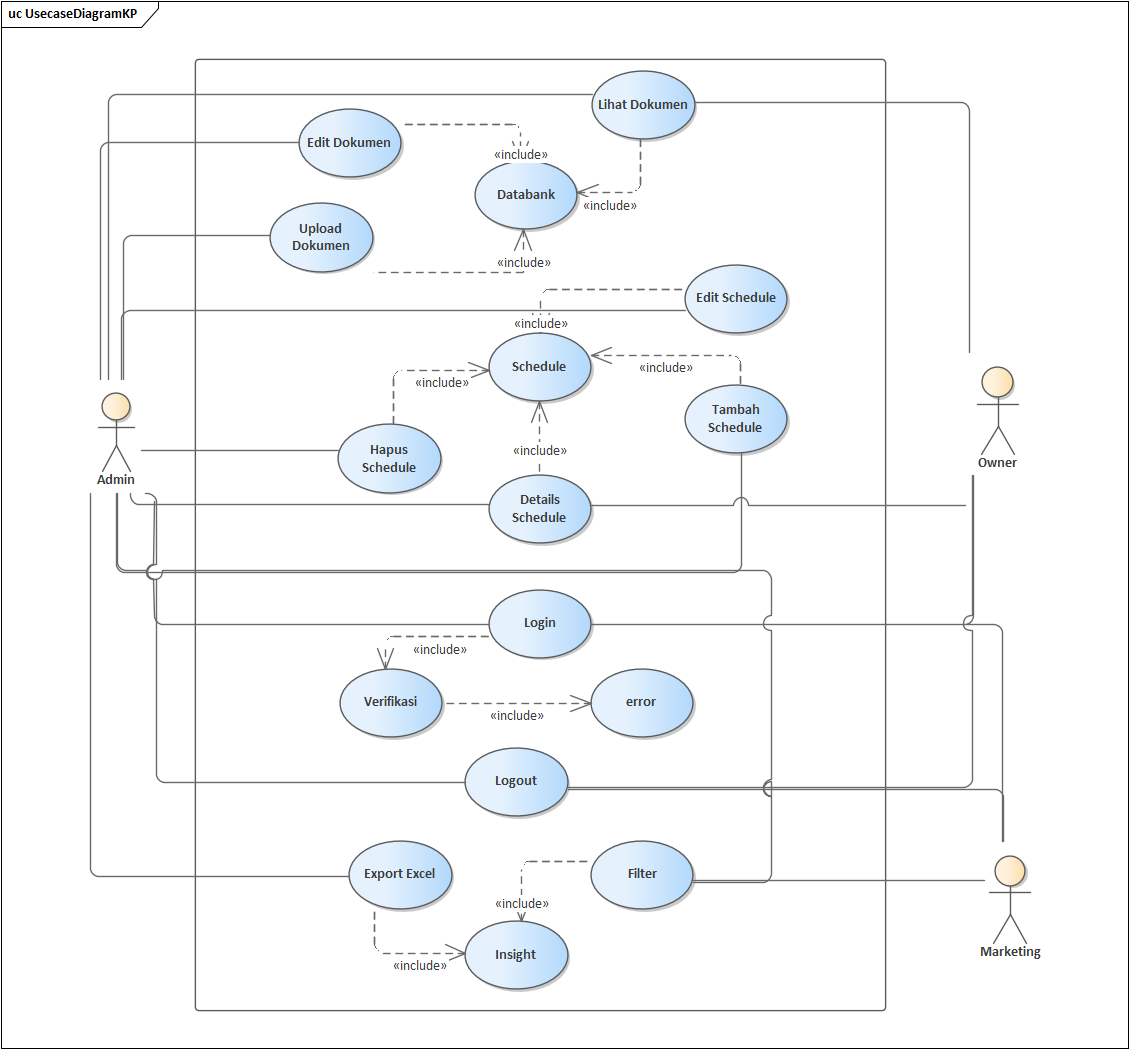 uc UsecaseDiagramKP
Lihat Dokumen
Edit Dokumen
«include»
Databank
«include»
Upload
Dokumen
«include»
Edit Schedule
«include»
Schedule
«include»
«include»
Tambah
Schedule
Hapus
Schedule
«include»
Admin
Owner
Details
Schedule
Login
«include»
Verifikasi
error
«include»
Logout
Export Excel
Filter
«include»
Insight
«include»
Marketing